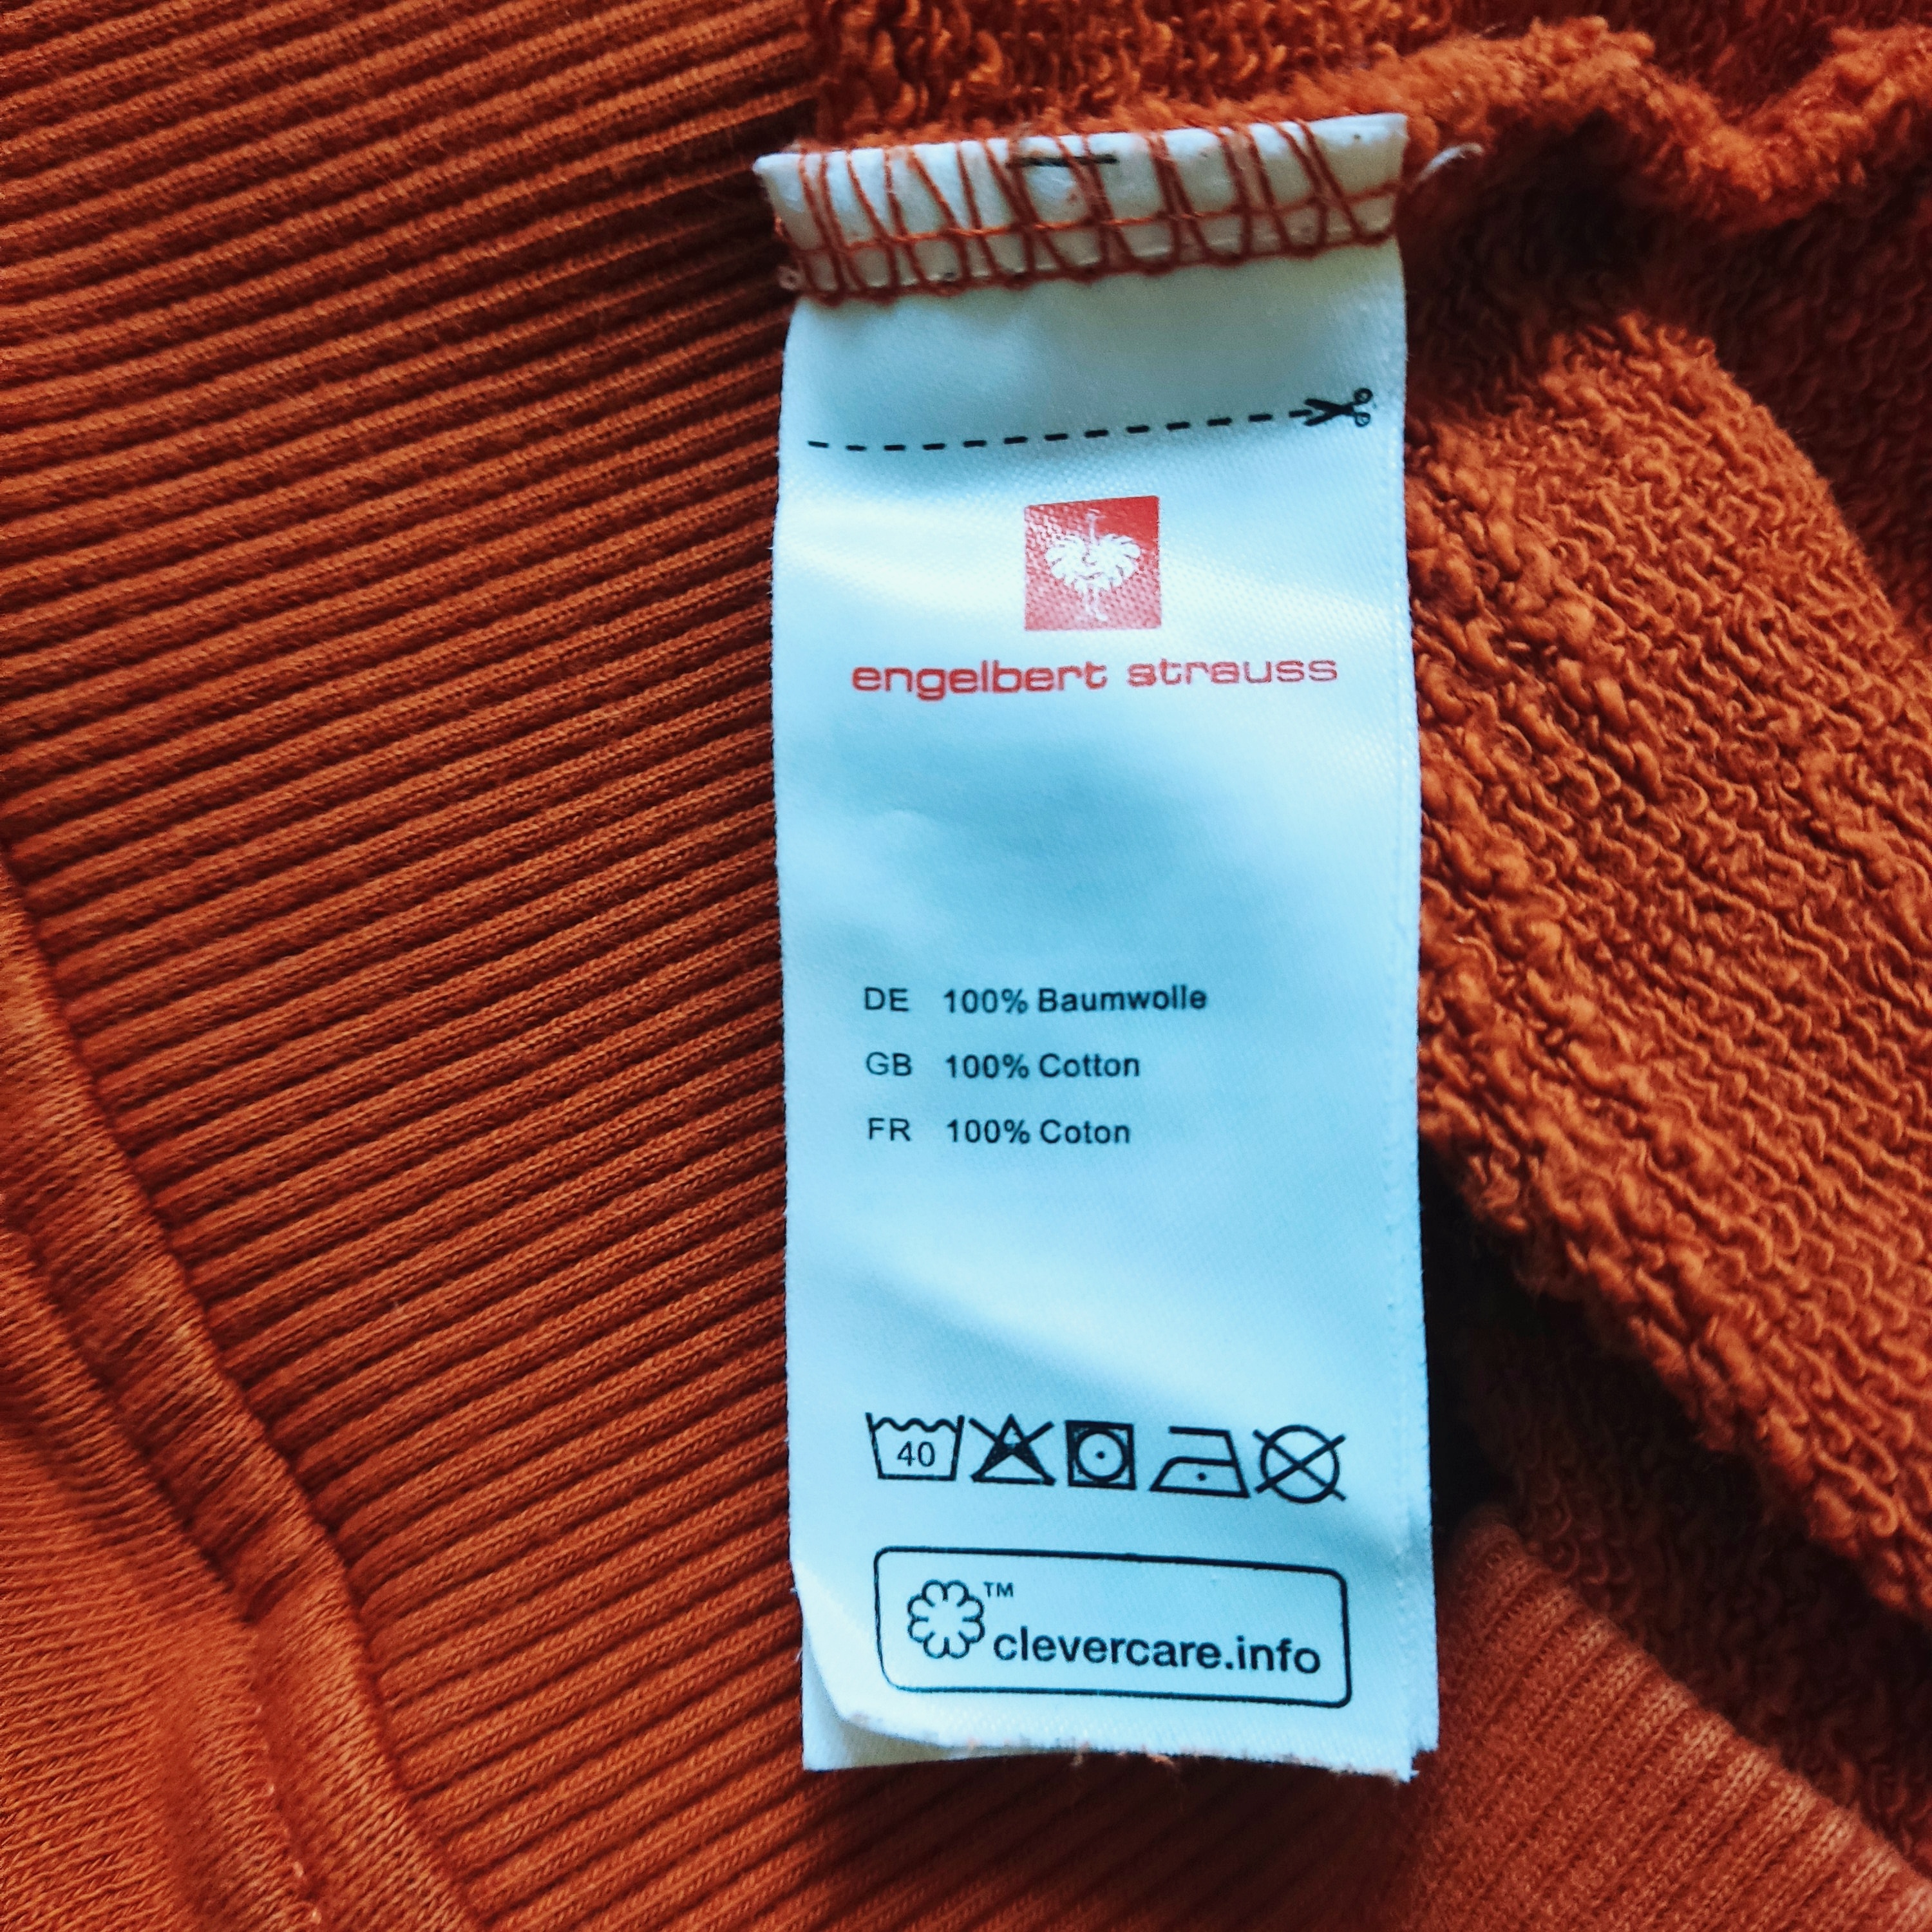 engelbert strauss
DE 100% Baumwolle
GB 100% Cotton
FR 100% Coton
40
™
clevercare.info